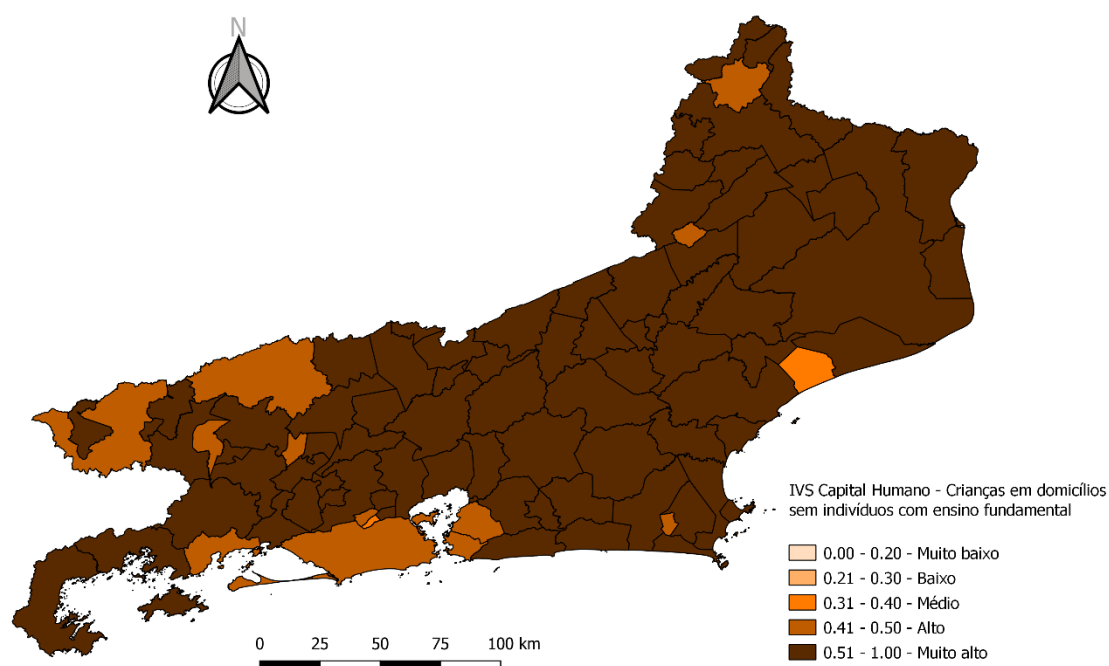 N
IVS Capital Humano - Crianças em domicílios
sem indivíduos com ensino fundamental
0.00 - 0.20 - Muito baixo
0.21 - 0.30 - Baixo
0.31 - 0.40 - Médio
0.41 - 0.50 - Alto
0.51 - 1.00 - Muito alto
0 25 50 75 100 km